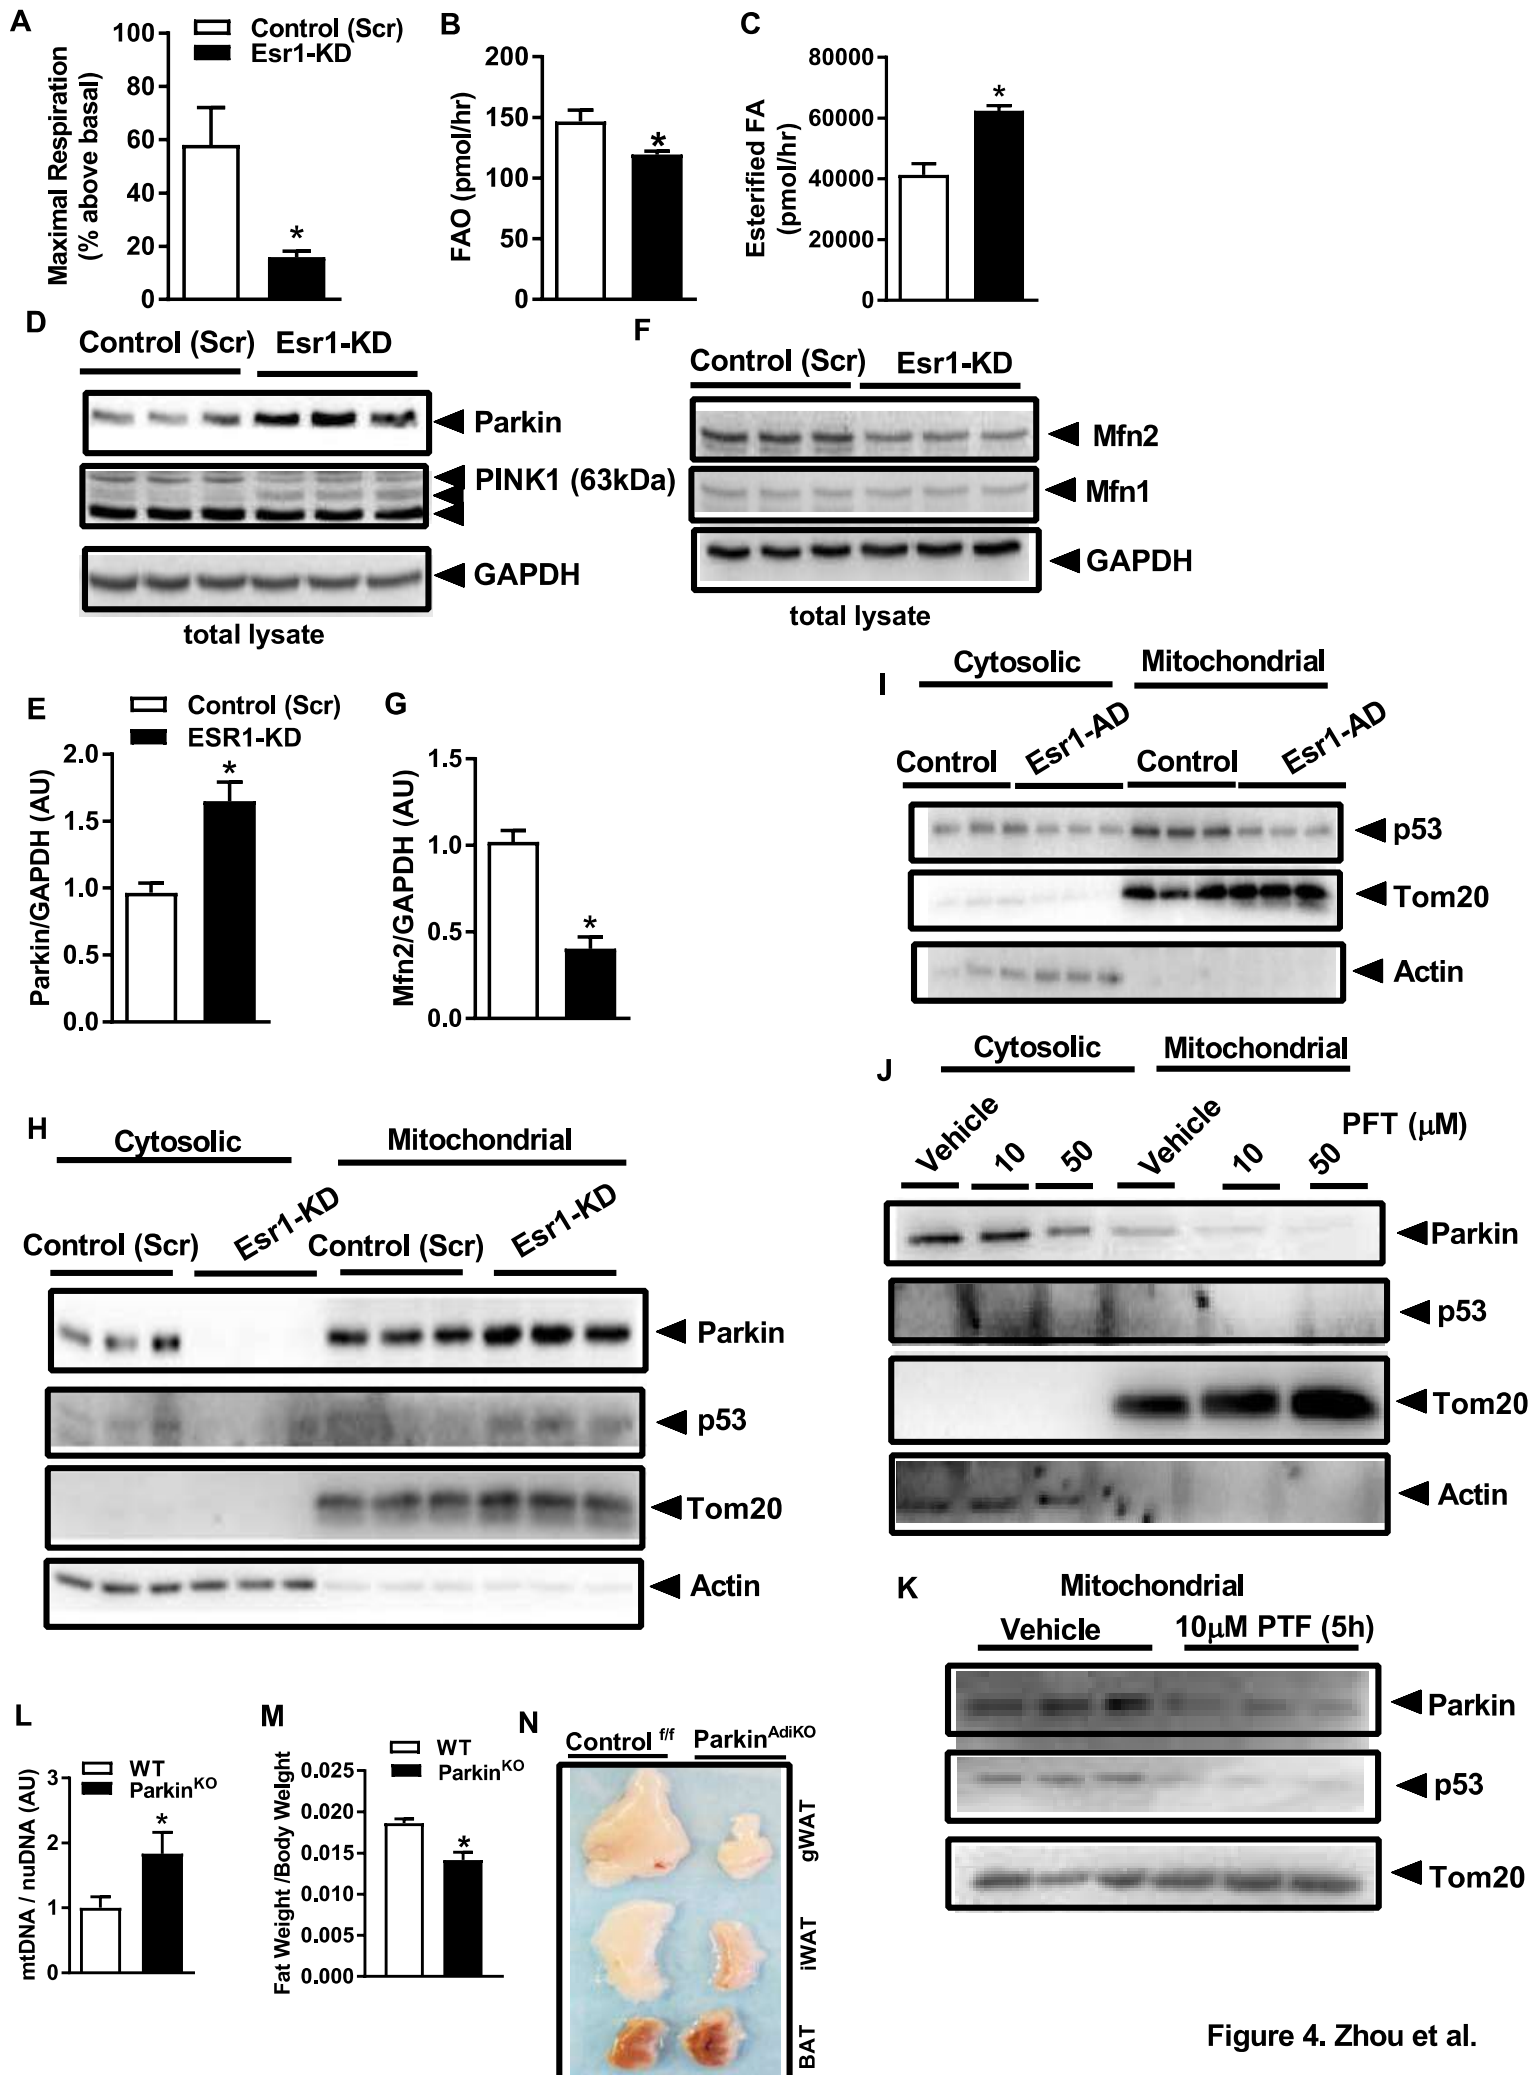 A
Maximal Respiration
(% above basal)
100
80
60
40
20
0
Control (Scr)
Esr1-KD
*
B
FAO (pmol/hr)
200
150
100
50
0
*
C
Esterified FA
(pmol/hr)
80000
60000
40000
20000
0
*
D
Control (Scr) Esr1-KD
Parkin
PINK1 (63kDa)
GAPDH
total lysate
F
Control (Scr) Esr1-KD
Mfn2
Mfn1
GAPDH
total lysate
E
Control (Scr)
ESR1-KD
Parkin/GAPDH (AU)
2.0
1.5
1.0
0.5
0.0
*
G
Mfn2/GAPDH (AU)
1.5
1.0
0.5
0.0
*
I
Cytosolic Mitochondrial
Control Esr1-AD Control Esr1-AD
p53
Tom20
Actin
H
Cytosolic Mitochondrial
Control (Scr) Esr1-KD Control (Scr) Esr1-KD
Parkin
p53
Tom20
Actin
J
Cytosolic Mitochondrial
Vehicle 10 50 Vehicle 10 50 PFT (μM)
Parkin
p53
Tom20
Actin
K
Mitochondrial
Vehicle 10μM PTF (5h)
Parkin
p53
Tom20
L
WT
Parkin^KO
mtDNA / nuDNA (AU)
3
2
1
0
*
M
WT
Parkin^KO
Fat Weight /Body Weight
0.025
0.020
0.015
0.010
0.005
0.000
*
N
Control f/f Parkin^AdiKO
gWAT
iWAT
BAT
Figure 4. Zhou et al.